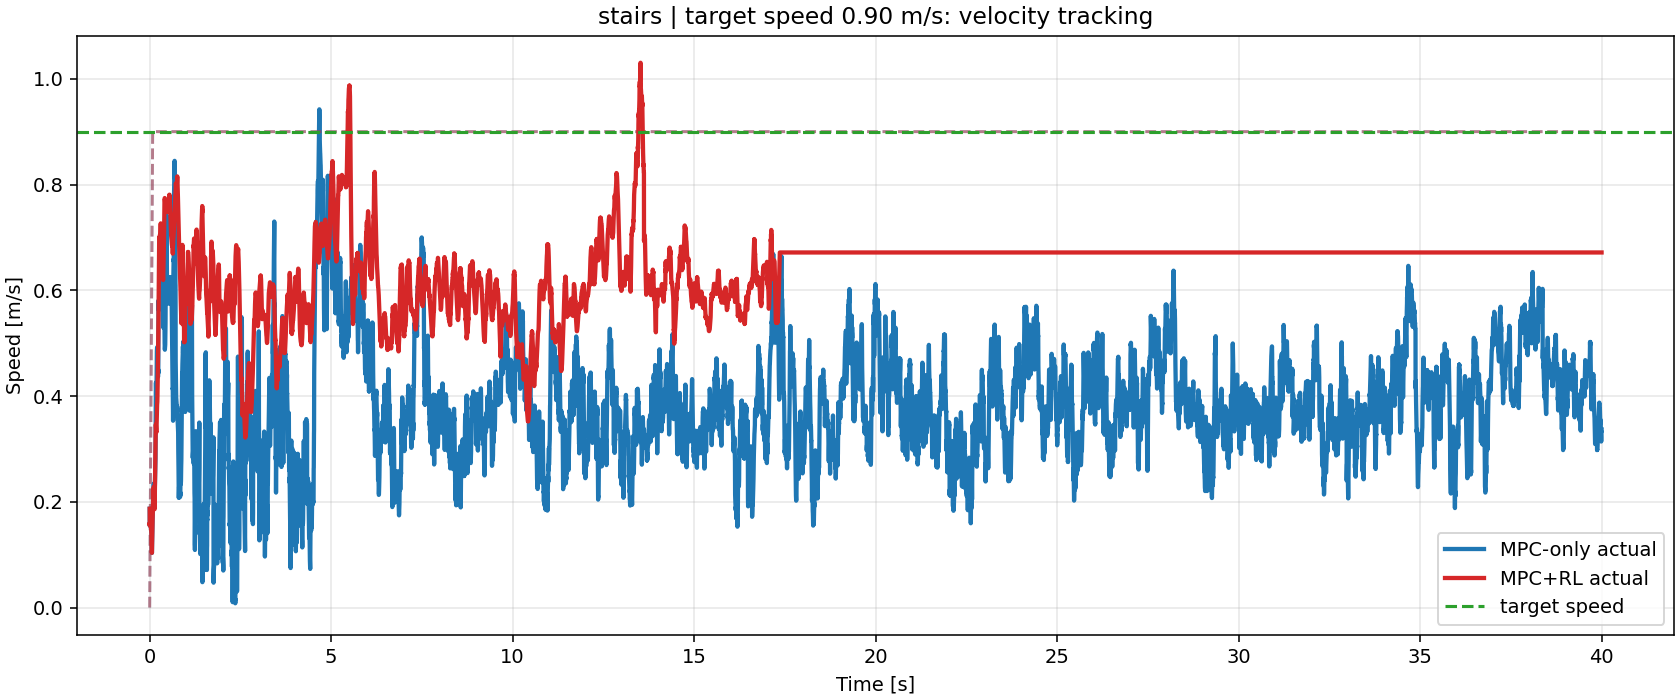 stairs | target speed 0.90 m/s: velocity tracking
Speed [m/s]
1.0
0.8
0.6
0.4
0.2
0.0
0
5
10
15
20
25
30
35
40
Time [s]
MPC-only actual
MPC+RL actual
target speed